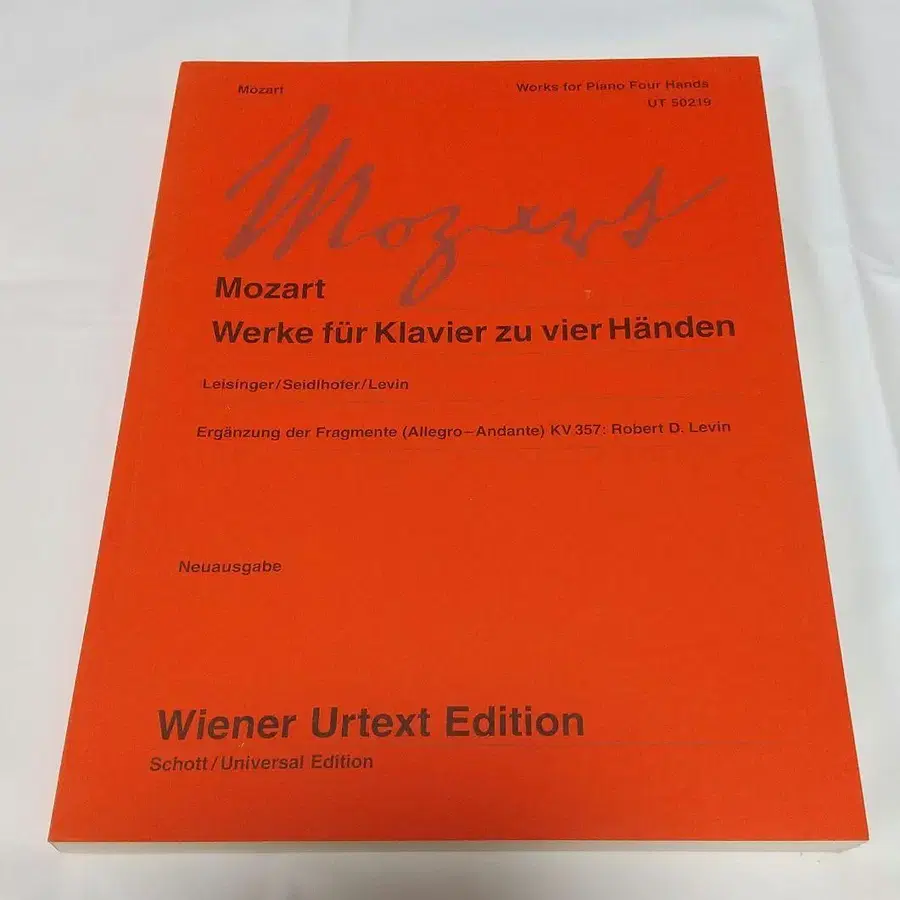 Mozart
Works for Piano Four Hands
UT 50219
Mozart
Mozart
Werke für Klavier zu vier Händen
Leisinger/Seidlhofer/Levin
Ergänzung der Fragmente (Allegro–Andante) KV 357: Robert D. Levin
Neuausgabe
Wiener Urtext Edition
Schott/Universal Edition